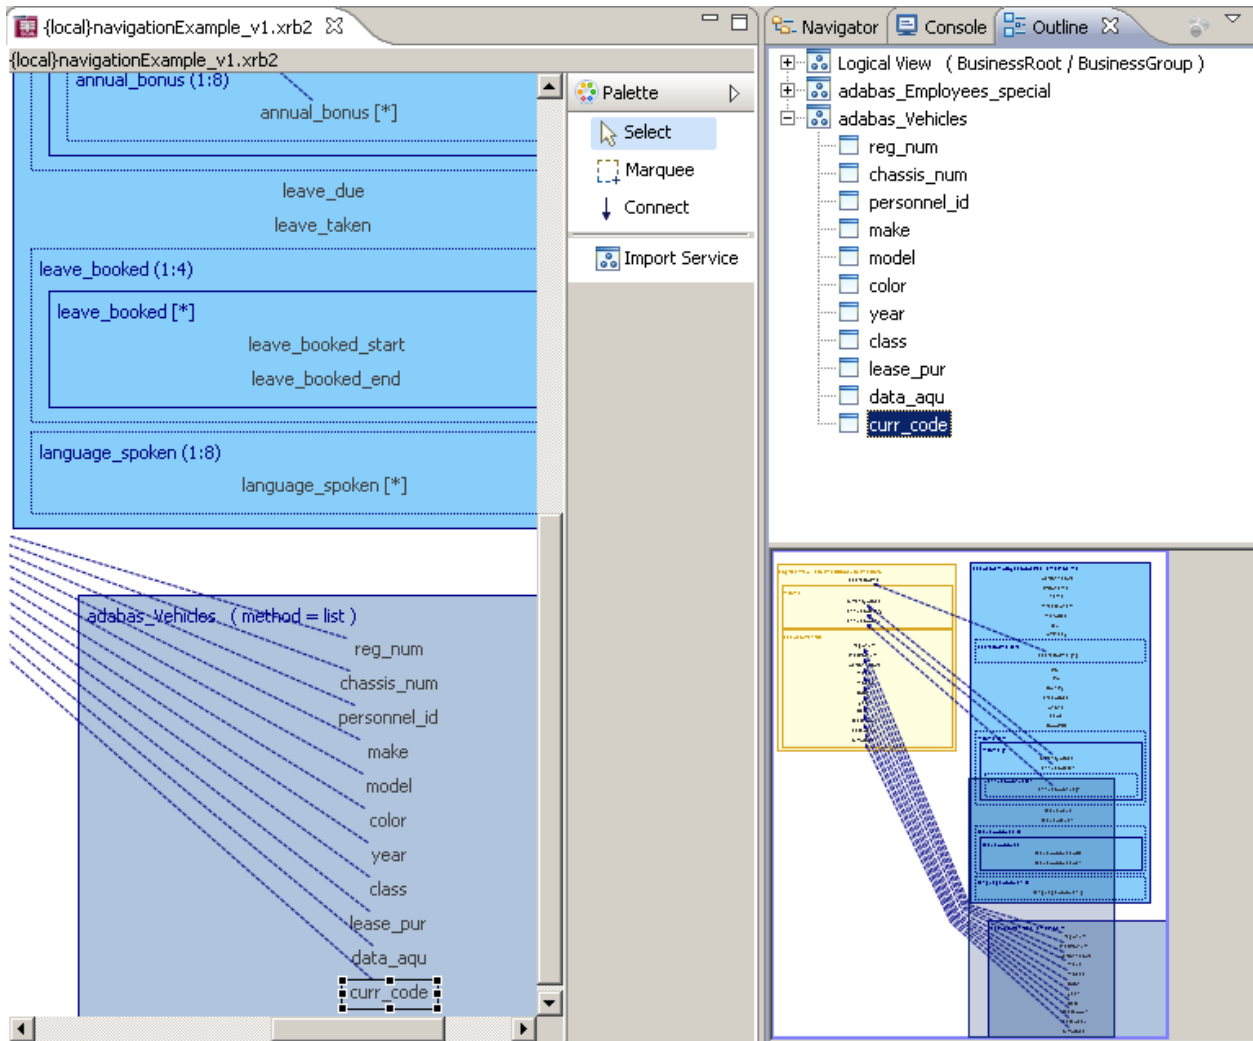 {local}navigationExample_v1.xrb2
{local}navigationExample_v1.xrb2
annual_bonus (1:8)
annual_bonus [*]
leave_due
leave_taken
leave_booked (1:4)
leave_booked [*]
leave_booked_start
leave_booked_end
language_spoken (1:8)
language_spoken [*]
adabas_Vehicles ( method = list )
reg_num
chassis_num
personnel_id
make
model
color
year
class
lease_pur
data_aqu
curr_code
Palette
Select
Marquee
Connect
Import Service
Navigator
Console
Outline
Logical View ( BusinessRoot / BusinessGroup )
adabas_Employees_special
adabas_Vehicles
reg_num
chassis_num
personnel_id
make
model
color
year
class
lease_pur
data_aqu
curr_code